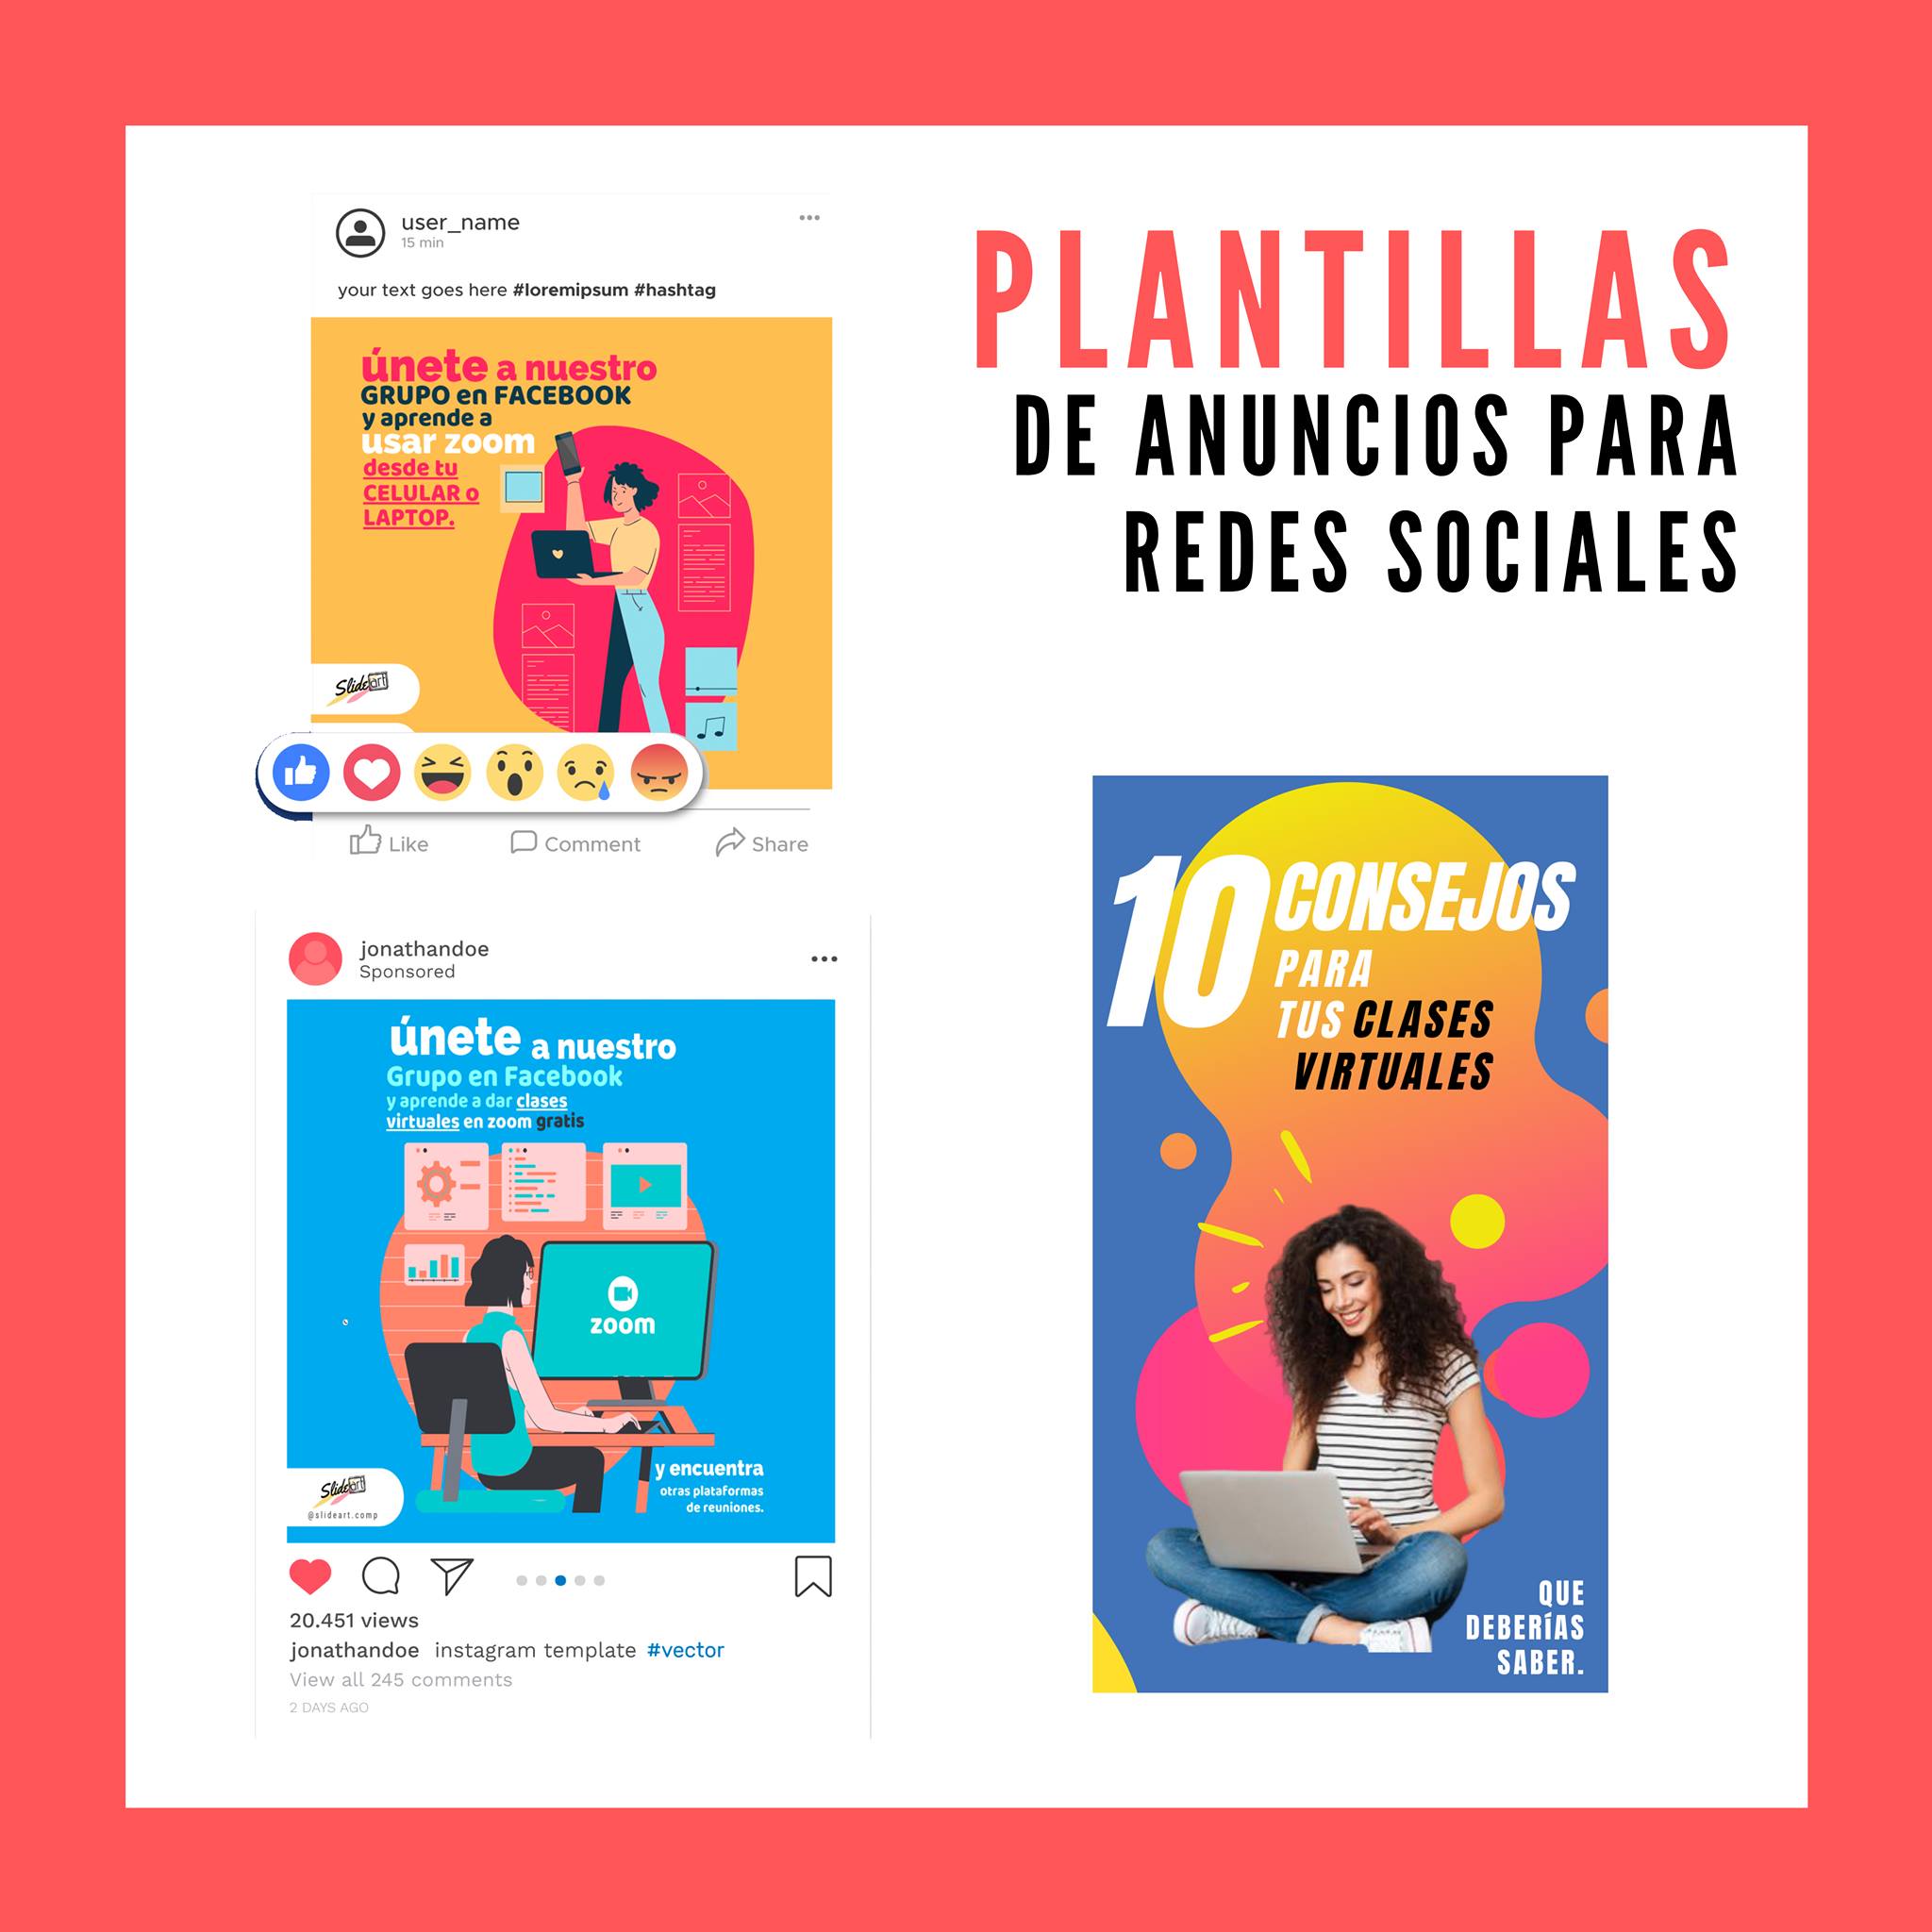 PLANTILLAS
DE ANUNCIOS PARA
REDES SOCIALES
user_name
15 min
your text goes here #loremipsum #hashtag
únete a nuestro
GRUPO en FACEBOOK
y aprende a
usar zoom
desde tu
CELULAR o
LAPTOP.
Slideart
Like Comment Share
jonathandoe
Sponsored
únete a nuestro
Grupo en Facebook
y aprende a dar clases
virtuales en zoom gratis
zoom
y encuentra
otras plataformas
de reuniones.
Slideart
@slideart.comp
20.451 views
jonathandoe instagram template #vector
View all 245 comments
2 DAYS AGO
10 CONSEJOS
PARA
TUS CLASES
VIRTUALES
QUE
DEBERÍAS
SABER.